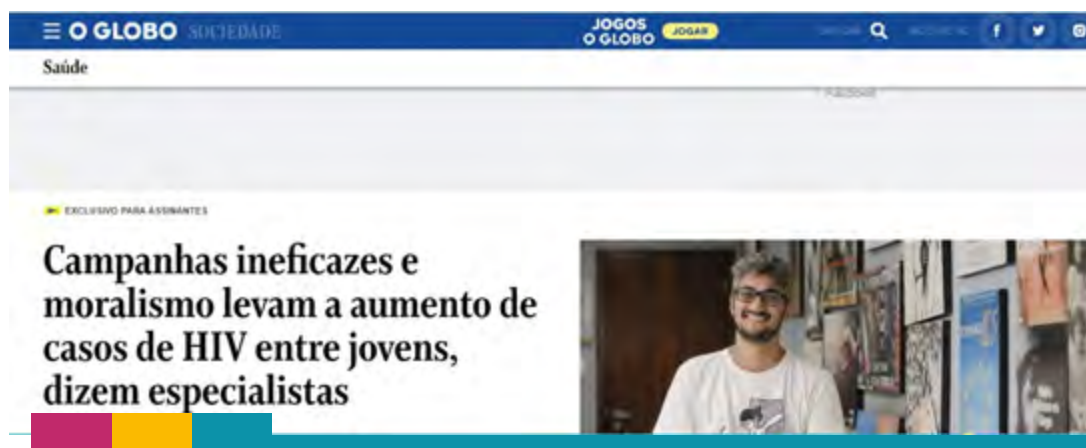 O GLOBO SOCIEDADE
JOGOS
O GLOBO
JOGAR
Saúde
EXCLUSIVO PARA ASSINANTES
Campanhas ineficazes e
moralismo levam a aumento de
casos de HIV entre jovens,
dizem especialistas